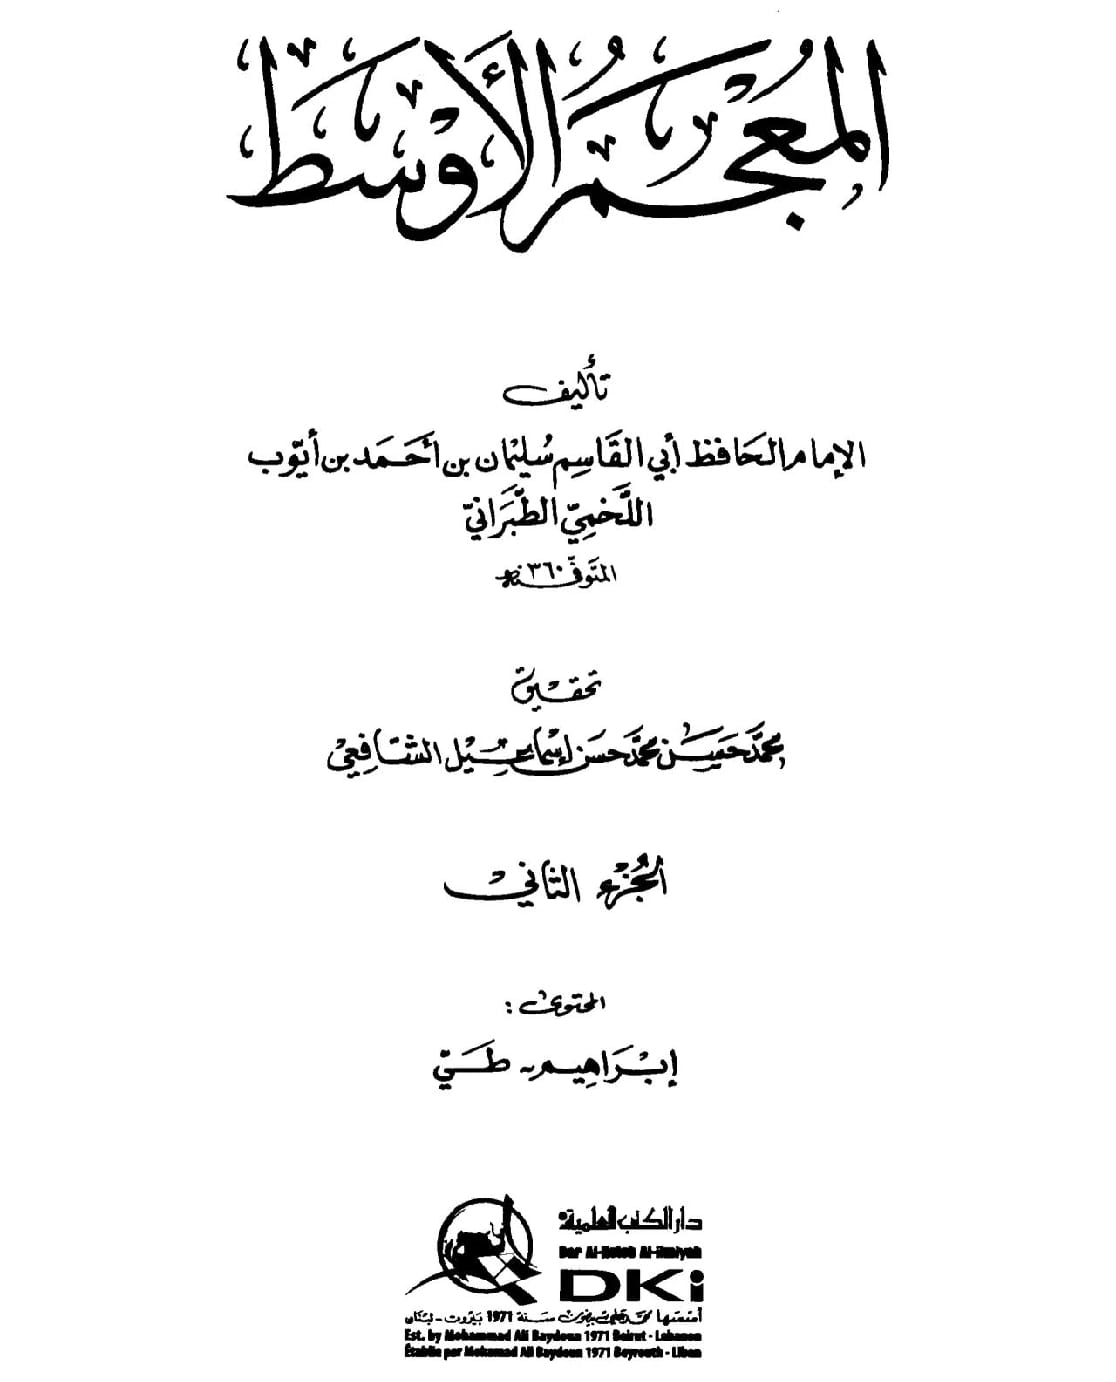 المعجم الأوسط
تأليف
الإمام الحافظ أبي القاسم سليمان بن أحمد بن أيوب
اللخمي الطبراني
المتوفى سنة ٣٦٠ هـ
تحقيق
محمد حسن محمد حسن إسماعيل الشافعي
الجزء الثاني
المحتوى:
إبراهيم - طي
دار الكتب العلمية
Dar Al-Kotob Al-ilmiyah
DKi
أسسها محمد علي بيضون سنة 1971 بيروت - لبنان
Est. by Mohammad Ali Baydoun 1971 Beirut - Lebanon
Établie par Mohamad Ali Baydoun 1971 Beyrouth - Liban